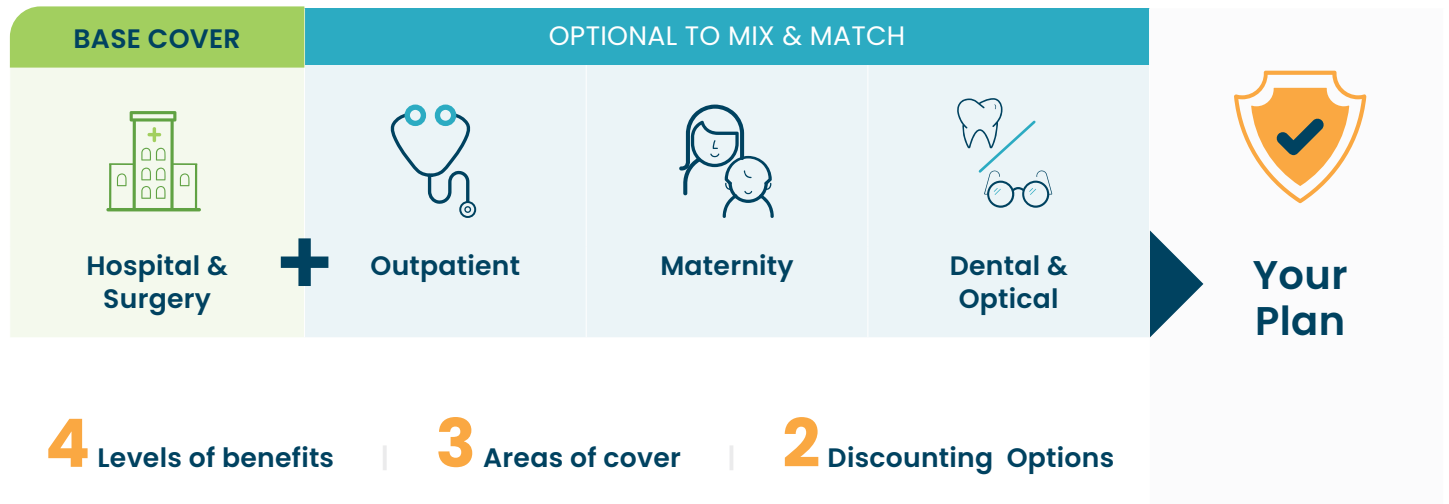 BASE COVER
OPTIONAL TO MIX & MATCH
Hospital &
Surgery
Outpatient
Maternity
Dental &
Optical
Your
Plan
4 Levels of benefits
3 Areas of cover
2 Discounting Options